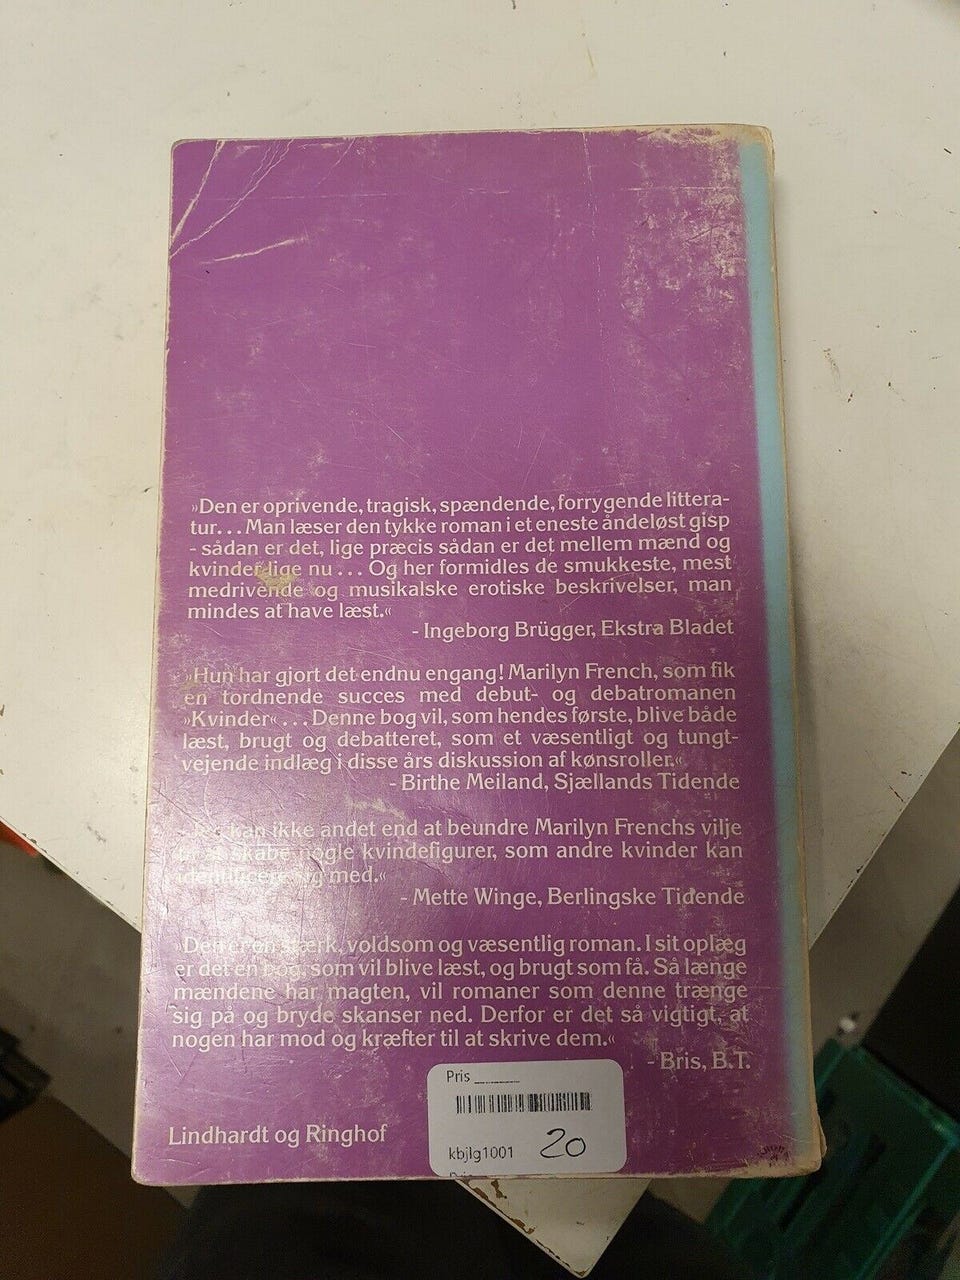 »Den er oprivende, tragisk, spændende, forrygende littera-
tur... Man læser den tykke roman i et eneste åndeløst gisp
- sådan er det, lige præcis sådan er det mellem mænd og
kvinder lige nu... Og her formidles de smukkeste, mest
medrivende og musikalske erotiske beskrivelser, man
mindes at have læst.«
- Ingeborg Brügger, Ekstra Bladet
»Hun har gjort det endnu engang! Marilyn French, som fik
en tordnende succes med debut- og debatromanen
»Kvinder«... Denne bog vil, som hendes første, blive både
læst, brugt og debatteret, som et væsentligt og tungt-
vejende indlæg i disse års diskussion af kønsroller.«
- Birthe Meiland, Sjællands Tidende
kan ikke andet end at beundre Marilyn Frenchs vilje
skabe nogle kvindefigurer, som andre kvinder kan
identificere sig med.«
- Mette Winge, Berlingske Tidende
»Den er en stærk, voldsom og væsentlig roman. I sit oplæg
er det en bog, som vil blive læst, og brugt som få. Så længe
mændene har magten, vil romaner som denne trænge
sig på og bryde skanser ned. Derfor er det så vigtigt, at
nogen har mod og kræfter til at skrive dem.«
- Bris, B.T.
Pris
kbjlg1001 20
Lindhardt og Ringhof